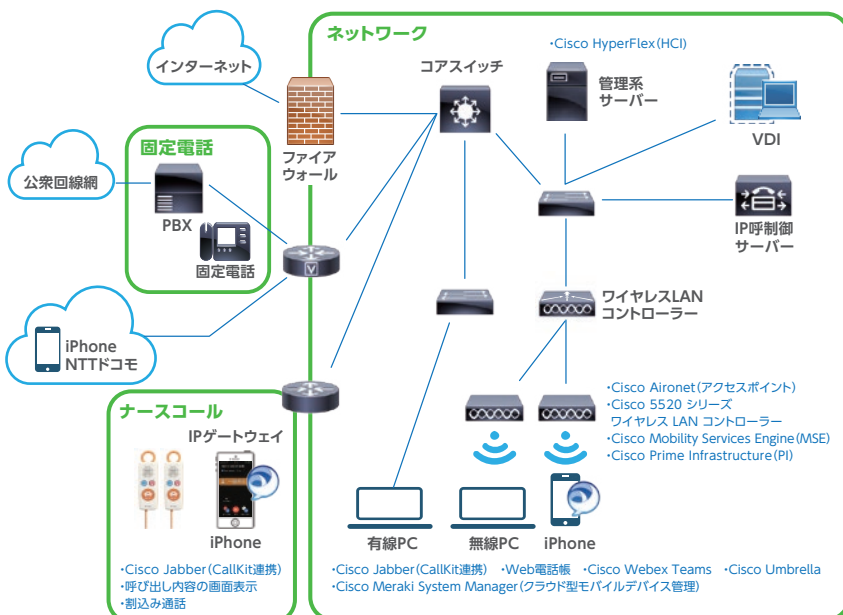 ネットワーク
インターネット
コアスイッチ
・Cisco HyperFlex(HCI)
管理系
サーバー
VDI
ファイア
ウォール
固定電話
公衆回線網
PBX
固定電話
V
IP呼制御
サーバー
iPhone
NTTドコモ
ワイヤレスLAN
コントローラー
・Cisco Aironet(アクセスポイント)
・Cisco 5520 シリーズ
ワイヤレス LAN コントローラー
・Cisco Mobility Services Engine(MSE)
・Cisco Prime Infrastructure(PI)
ナースコール
IPゲートウェイ
iPhone
有線PC
無線PC
iPhone
・Cisco Jabber(CallKit連携)
・呼び出し内容の画面表示
・割込み通話
・Cisco Jabber(CallKit連携) ・Web電話帳 ・Cisco Webex Teams ・Cisco Umbrella
・Cisco Meraki System Manager(クラウド型モバイルデバイス管理)